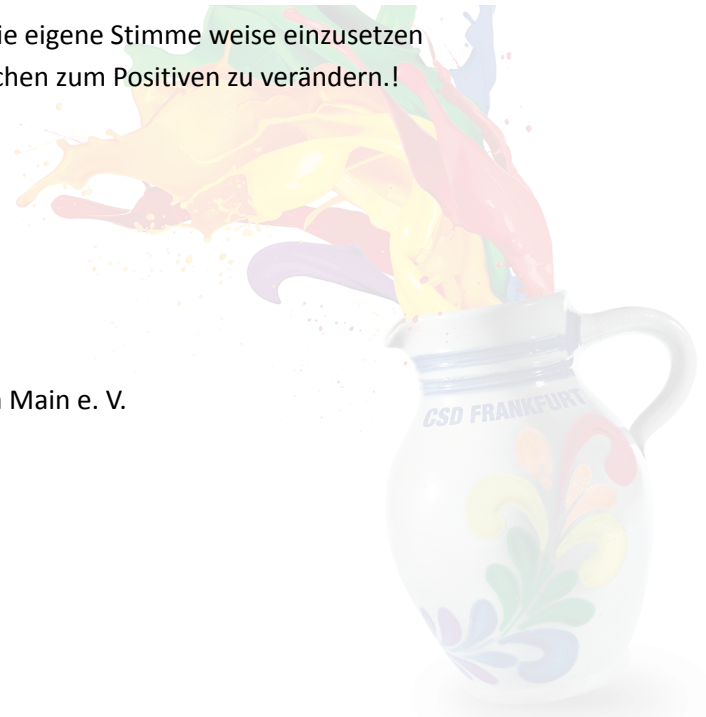 ie eigene Stimme weise einzusetzen
chen zum Positiven zu verändern.!
Main e. V.
CSD FRANKFURT